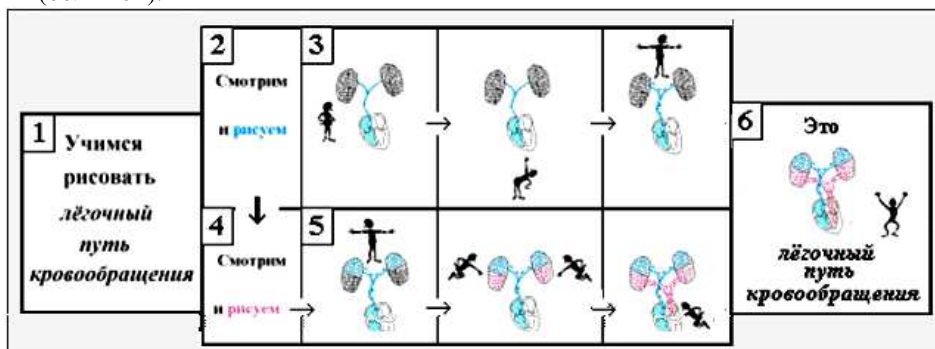 1
Учимся
рисовать
лёгочный
путь
кровообращения
2
Смотрим
и рисуем
3
4
Смотрим
и рисуем
5
6
Это
лёгочный
путь
кровообращения